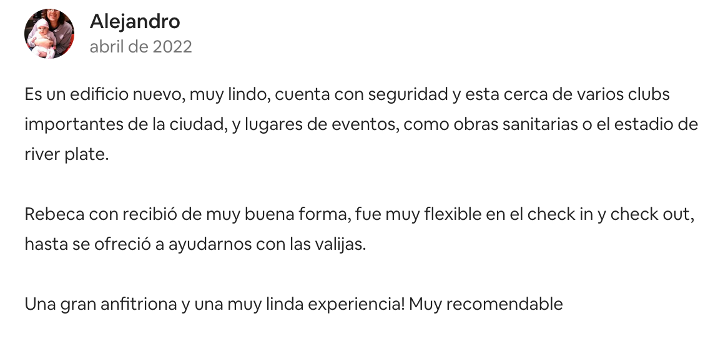 Alejandro
abril de 2022
Es un edificio nuevo, muy lindo, cuenta con seguridad y esta cerca de varios clubs
importantes de la ciudad, y lugares de eventos, como obras sanitarias o el estadio de
river plate.
Rebeca con recibió de muy buena forma, fue muy flexible en el check in y check out,
hasta se ofreció a ayudarnos con las valijas.
Una gran anfitriona y una muy linda experiencia! Muy recomendable